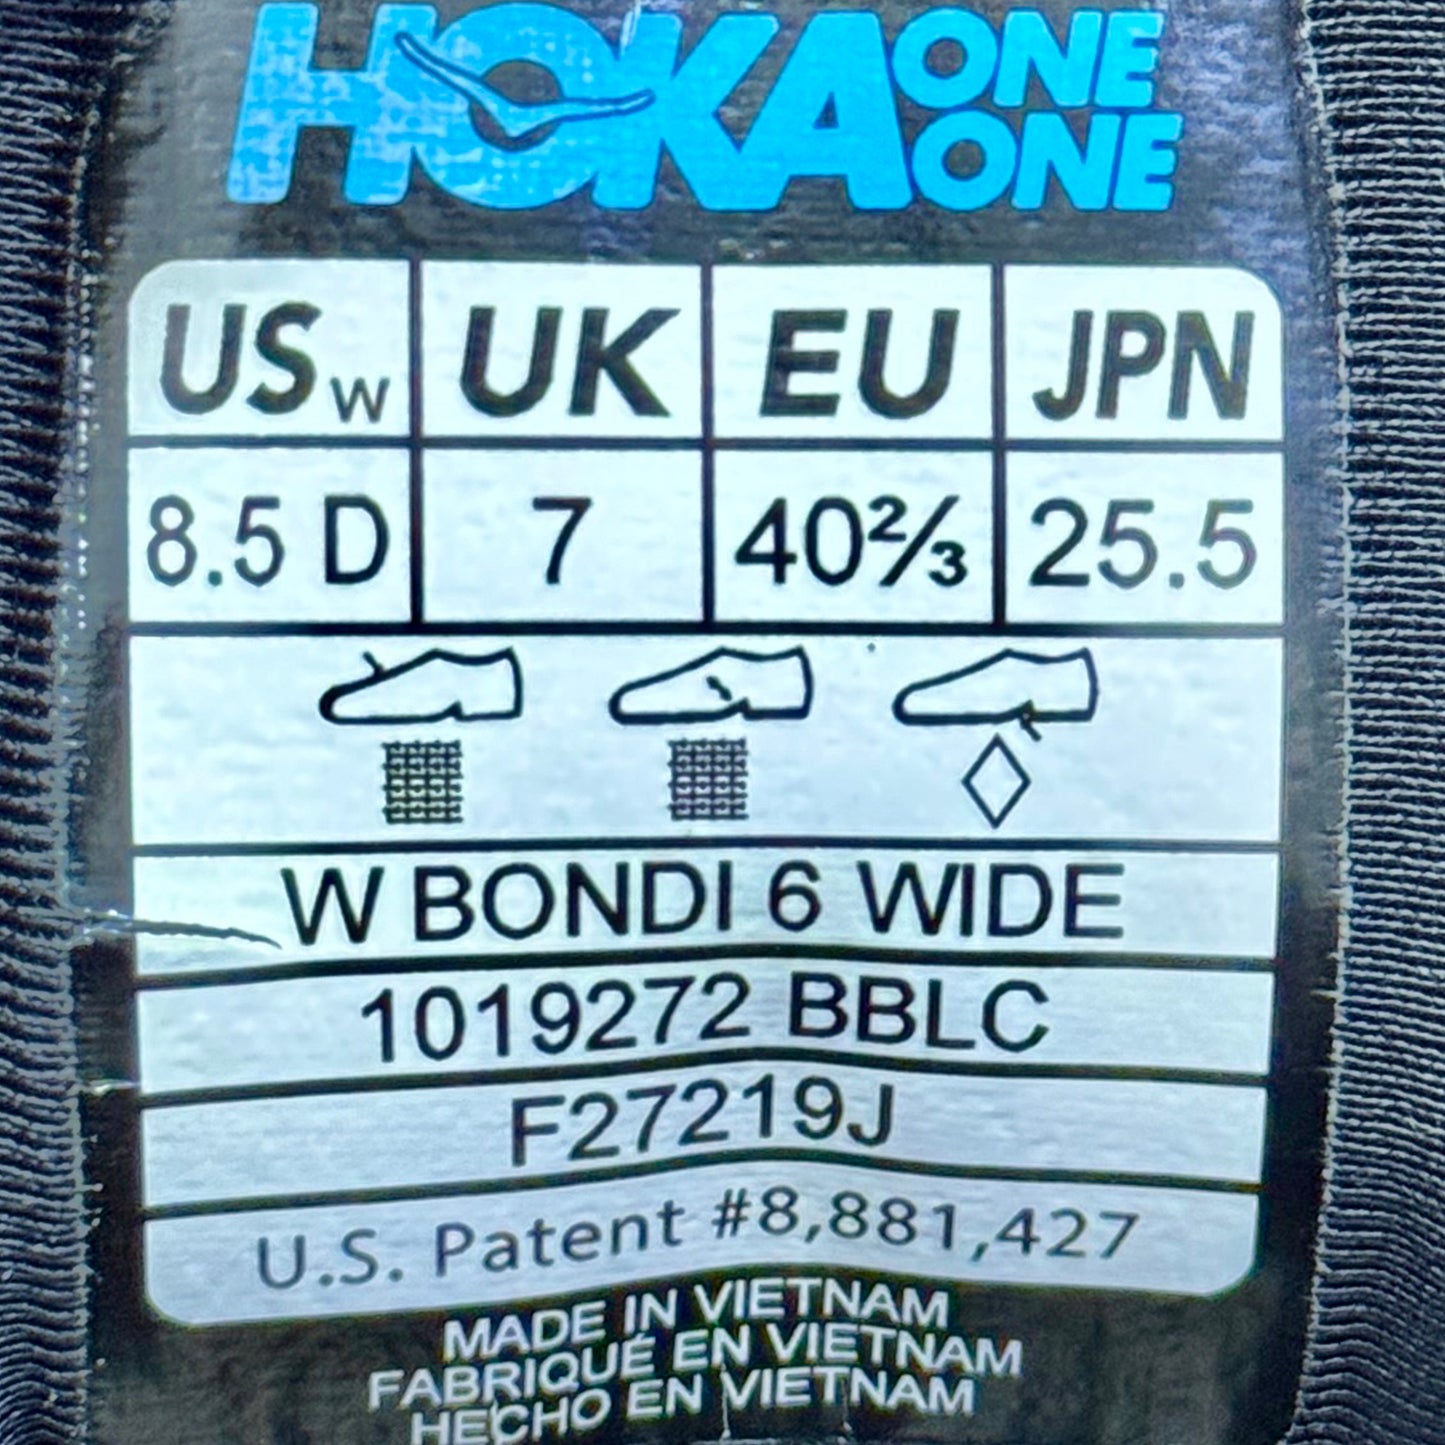 HOKA ONE ONE
USW UK EU JPN
8.5 D 7 40⅔ 25.5
W BONDI 6 WIDE
1019272 BBLC
F27219J
U.S. Patent #8,881,427
MADE IN VIETNAM
FABRIQUÉ EN VIETNAM
HECHO EN VIETNAM